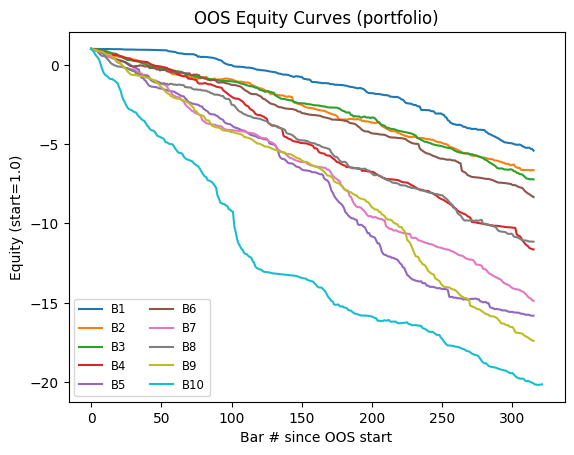 OOS Equity Curves (portfolio)
Equity (start=1.0)
0
−5
−10
−15
−20
B1
B2
B3
B4
B5
B6
B7
B8
B9
B10
0 50 100 150 200 250 300
Bar # since OOS start